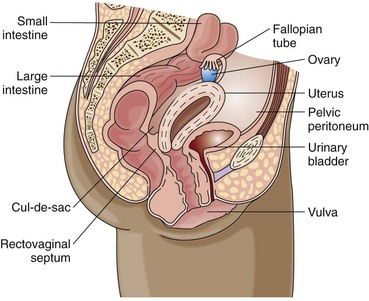 Small
intestine
Large
intestine
Cul-de-sac
Rectovaginal
septum
Fallopian
tube
Ovary
Uterus
Pelvic
peritoneum
Urinary
bladder
Vulva